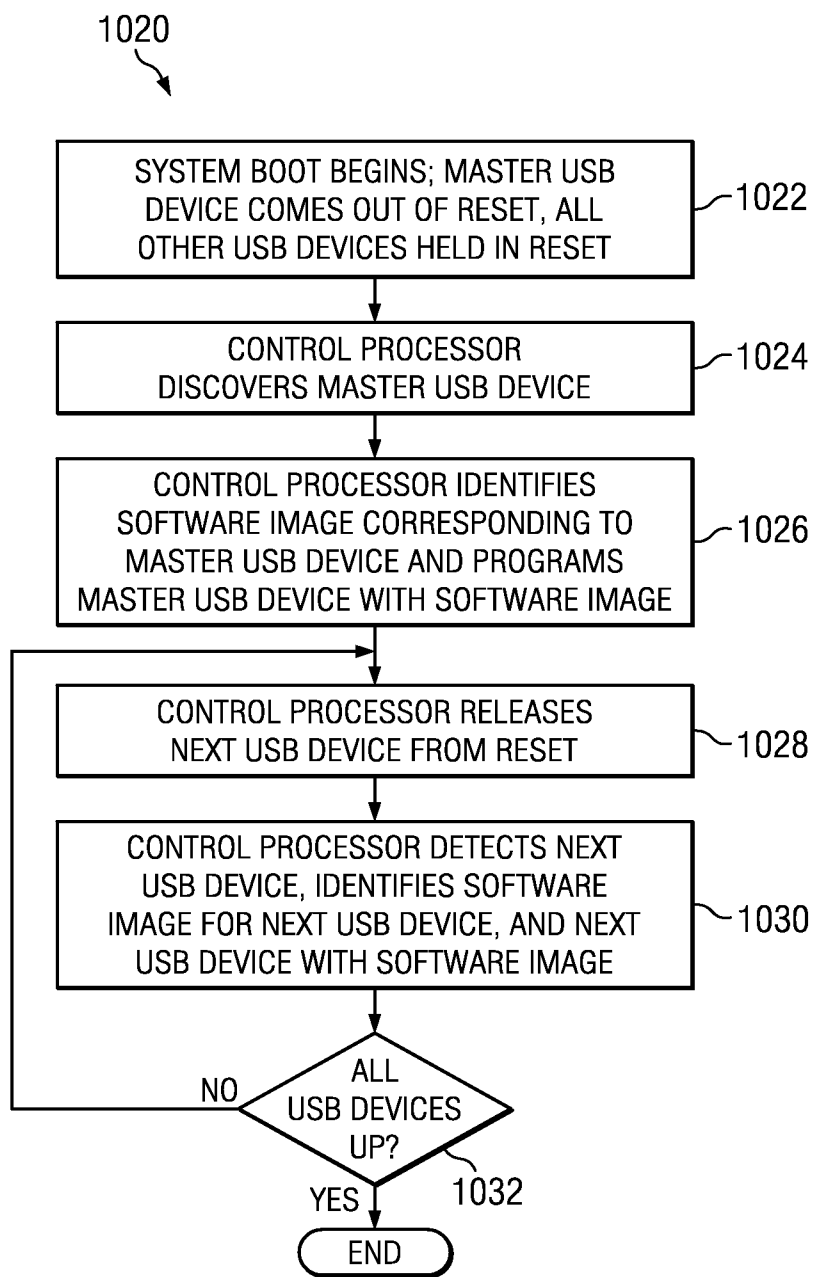 1020
SYSTEM BOOT BEGINS; MASTER USB
DEVICE COMES OUT OF RESET, ALL
OTHER USB DEVICES HELD IN RESET
1022
CONTROL PROCESSOR
DISCOVERS MASTER USB DEVICE
1024
CONTROL PROCESSOR IDENTIFIES
SOFTWARE IMAGE CORRESPONDING TO
MASTER USB DEVICE AND PROGRAMS
MASTER USB DEVICE WITH SOFTWARE IMAGE
1026
CONTROL PROCESSOR RELEASES
NEXT USB DEVICE FROM RESET
1028
CONTROL PROCESSOR DETECTS NEXT
USB DEVICE, IDENTIFIES SOFTWARE
IMAGE FOR NEXT USB DEVICE, AND NEXT
USB DEVICE WITH SOFTWARE IMAGE
1030
NO
ALL
USB DEVICES
UP?
1032
YES
END